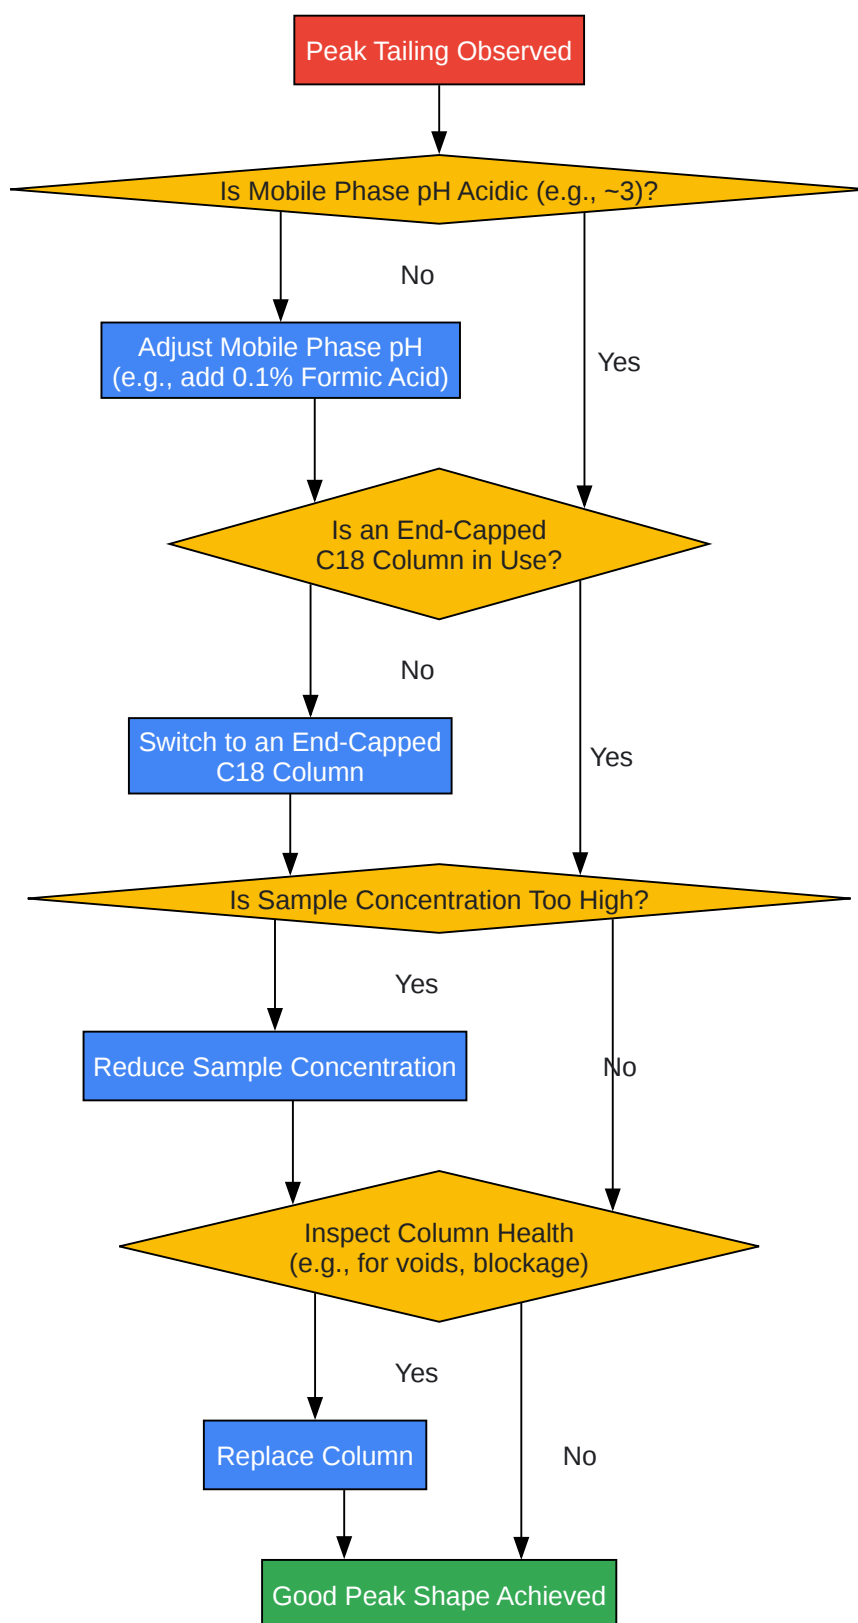 Peak Tailing Observed
Is Mobile Phase pH Acidic (e.g., ~3)?
No
Adjust Mobile Phase pH
(e.g., add 0.1% Formic Acid)
Yes
Is an End-Capped
C18 Column in Use?
No
Switch to an End-Capped
C18 Column
Yes
Is Sample Concentration Too High?
Yes
Reduce Sample Concentration
No
Inspect Column Health
(e.g., for voids, blockage)
Yes
Replace Column
No
Good Peak Shape Achieved